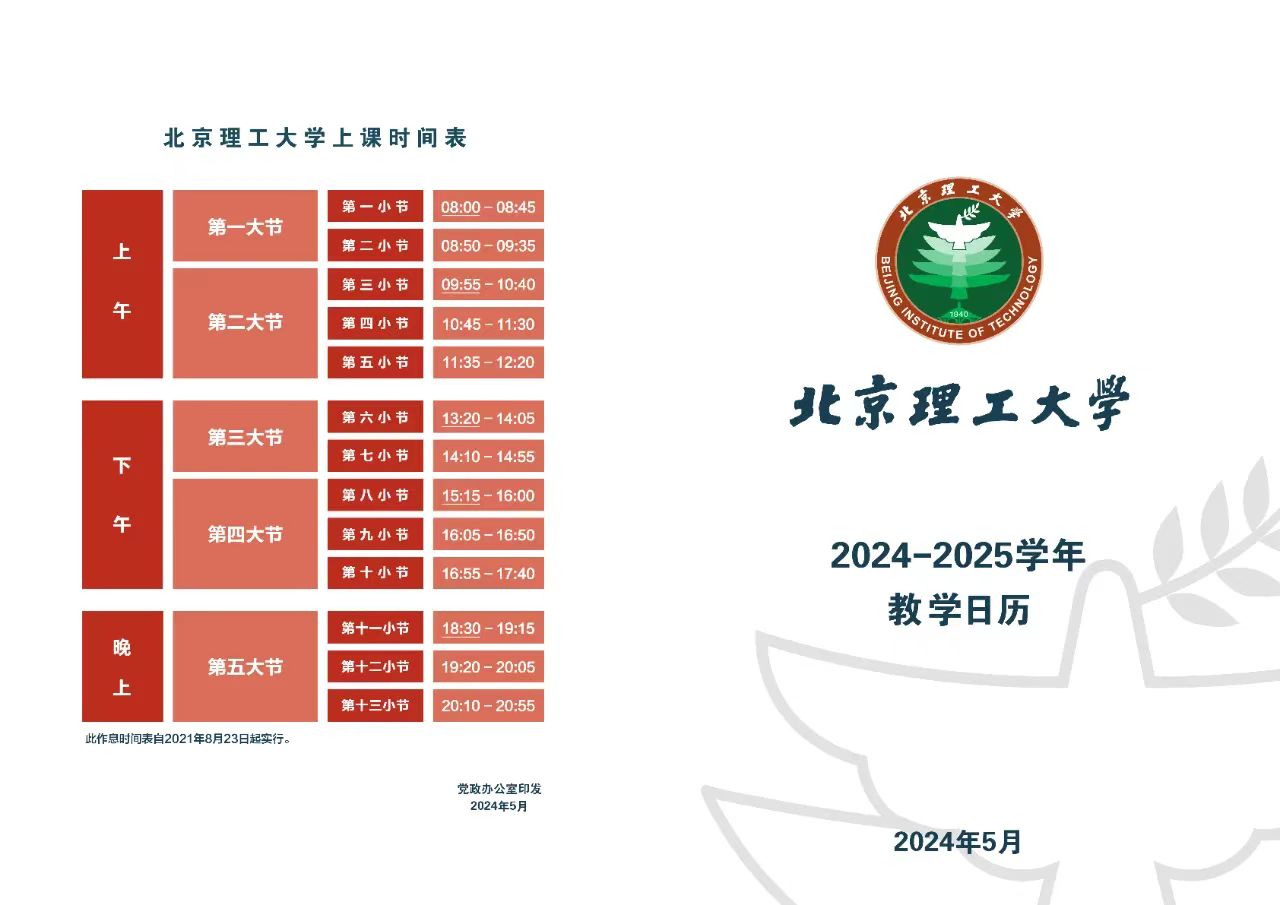 北京理工大学上课时间表
上午
第一大节
第一小节 08:00－08:45
第二小节 08:50－09:35
第二大节
第三小节 09:55－10:40
第四小节 10:45－11:30
第五小节 11:35－12:20
下午
第三大节
第六小节 13:20－14:05
第七小节 14:10－14:55
第四大节
第八小节 15:15－16:00
第九小节 16:05－16:50
第十小节 16:55－17:40
晚上
第五大节
第十一小节 18:30－19:15
第十二小节 19:20－20:05
第十三小节 20:10－20:55
此作息时间表自2021年8月23日起实行。
党政办公室印发
2024年5月
北京理工大学
1940
BEIJING INSTITUTE OF TECHNOLOGY
北京理工大學
2024-2025学年
教学日历
2024年5月